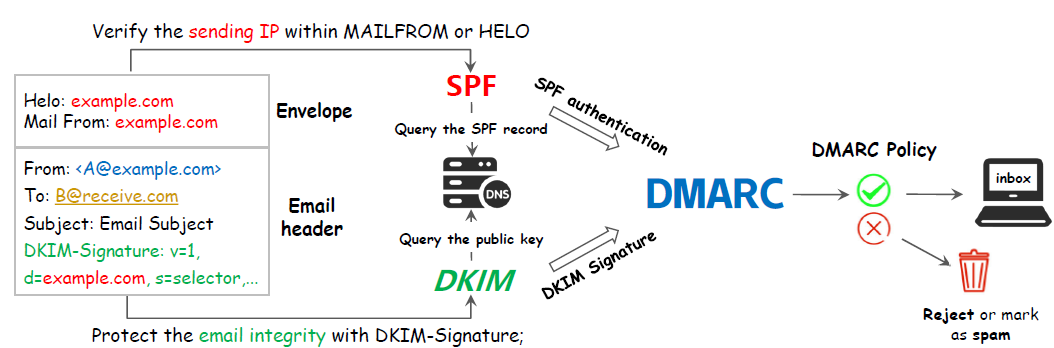 Verify the sending IP within MAILFROM or HELO
Helo: example.com
Mail From: example.com
Envelope
From: <A@example.com>
To: B@receive.com
Subject: Email Subject
DKIM-Signature: v=1,
d=example.com, s=selector,...
Email
header
SPF
Query the SPF record
DNS
Query the public key
DKIM
Protect the email integrity with DKIM-Signature;
SPF authentication
DKIM Signature
DMARC
DMARC Policy
inbox
Reject or mark
as spam